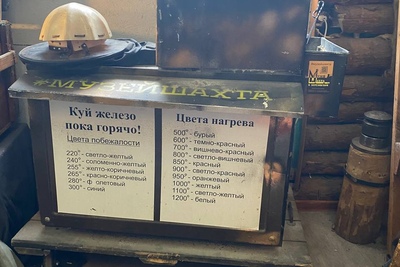 #МУЗЕЙШАХТА
Куй железо
пока горячо!
Цвета побежалости
220° - светло-желтый
240° - соломенно-желтый
255° - желто-коричневый
265° - красно-коричневый
280° - ф олетовый
300° - синий
Цвета нагрева
500° - бурый
600° - темно-красный
700° - вишнево-красный
800° - светло-вишневый
850° - красный
900° - светло-красный
950° - оранжевый
1000° - желтый
1100° - светло-желтый
1200° - белый